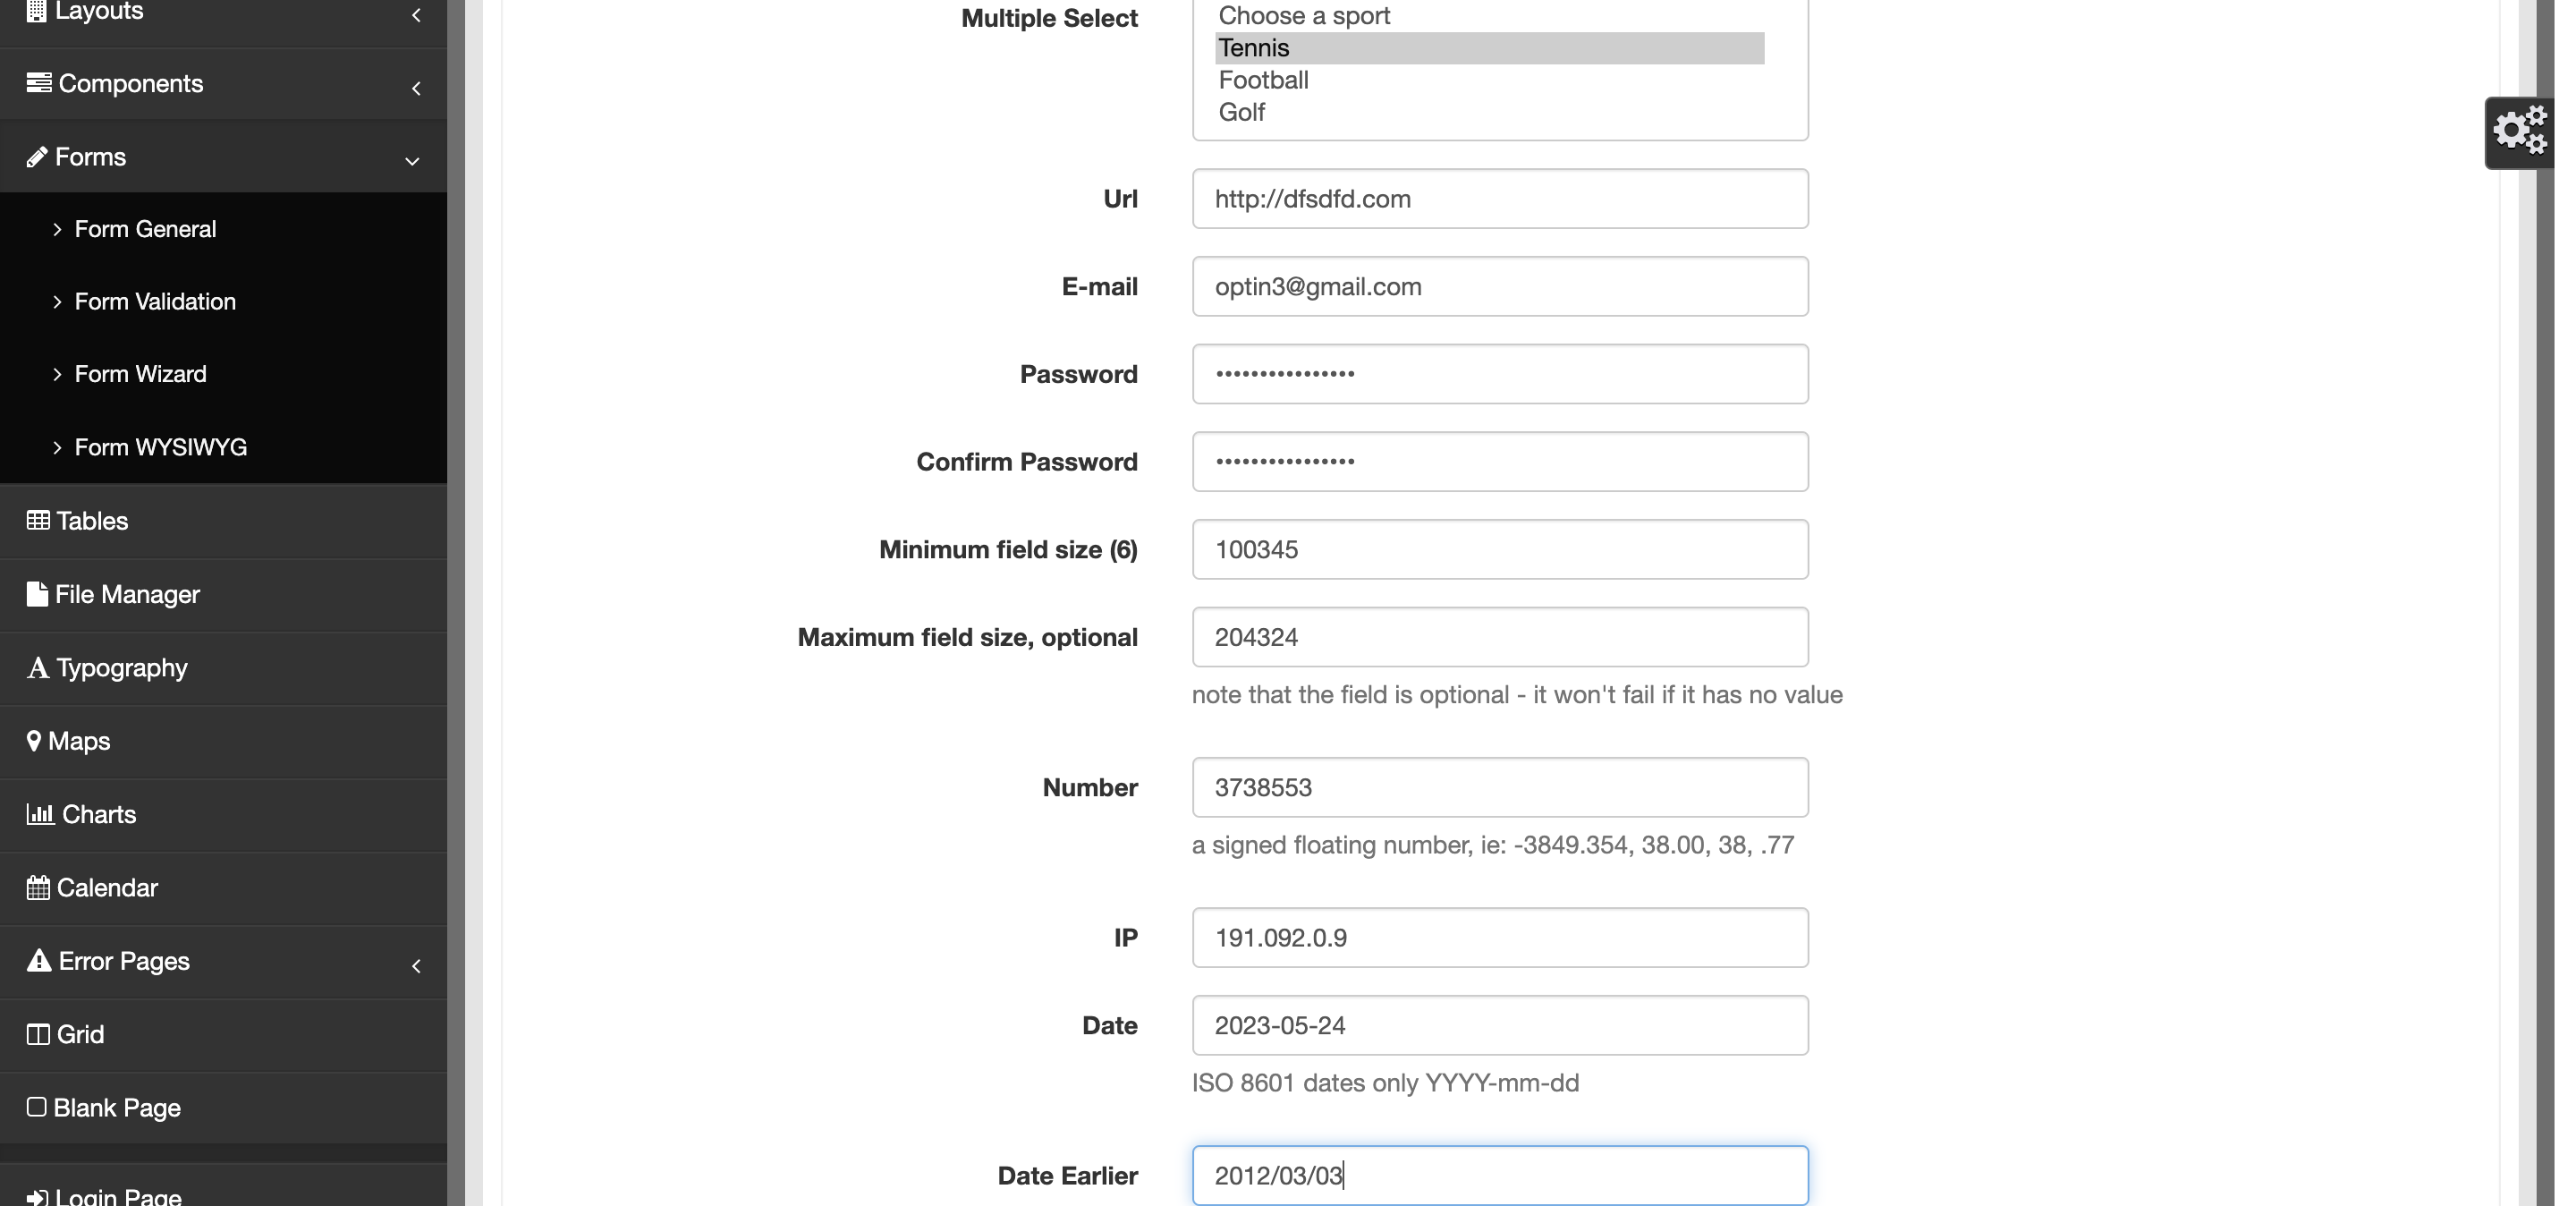 Layouts
Components
Forms
Form General
Form Validation
Form Wizard
Form WYSIWYG
Tables
File Manager
Typography
Maps
Charts
Calendar
Error Pages
Grid
Blank Page
Login Page
Multiple Select
Choose a sport
Tennis
Football
Golf
Url
http://dfsdfd.com
E-mail
optin3@gmail.com
Password
••••••••••••••••
Confirm Password
••••••••••••••••
Minimum field size (6)
100345
Maximum field size, optional
204324
note that the field is optional - it won't fail if it has no value
Number
3738553
a signed floating number, ie: -3849.354, 38.00, 38, .77
IP
191.092.0.9
Date
2023-05-24
ISO 8601 dates only YYYY-mm-dd
Date Earlier
2012/03/03